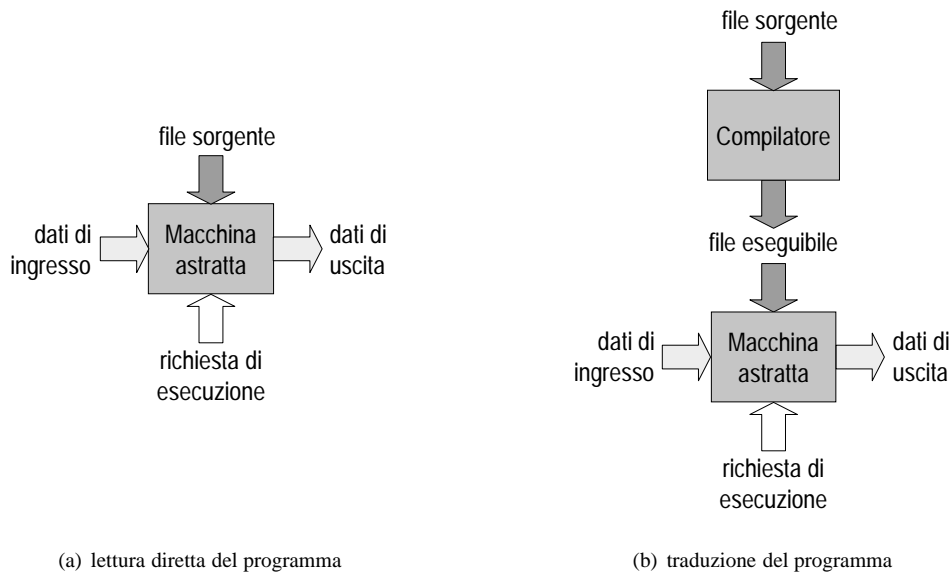 file sorgente
dati di
ingresso
Macchina
astratta
dati di
uscita
richiesta di
esecuzione
(a) lettura diretta del programma
file sorgente
Compilatore
file eseguibile
dati di
ingresso
Macchina
astratta
dati di
uscita
richiesta di
esecuzione
(b) traduzione del programma